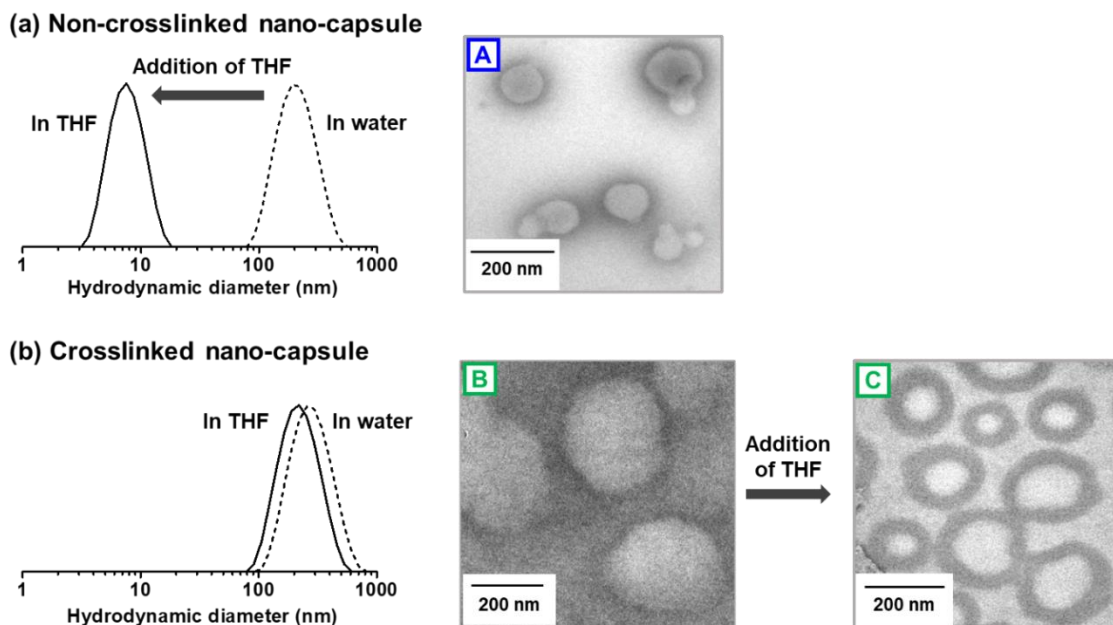 (a) Non-crosslinked nano-capsule
Addition of THF
In THF
In water
1 10 100 1000
Hydrodynamic diameter (nm)
A
200 nm
(b) Crosslinked nano-capsule
In THF
In water
1 10 100 1000
Hydrodynamic diameter (nm)
B
200 nm
Addition
of THF
C
200 nm